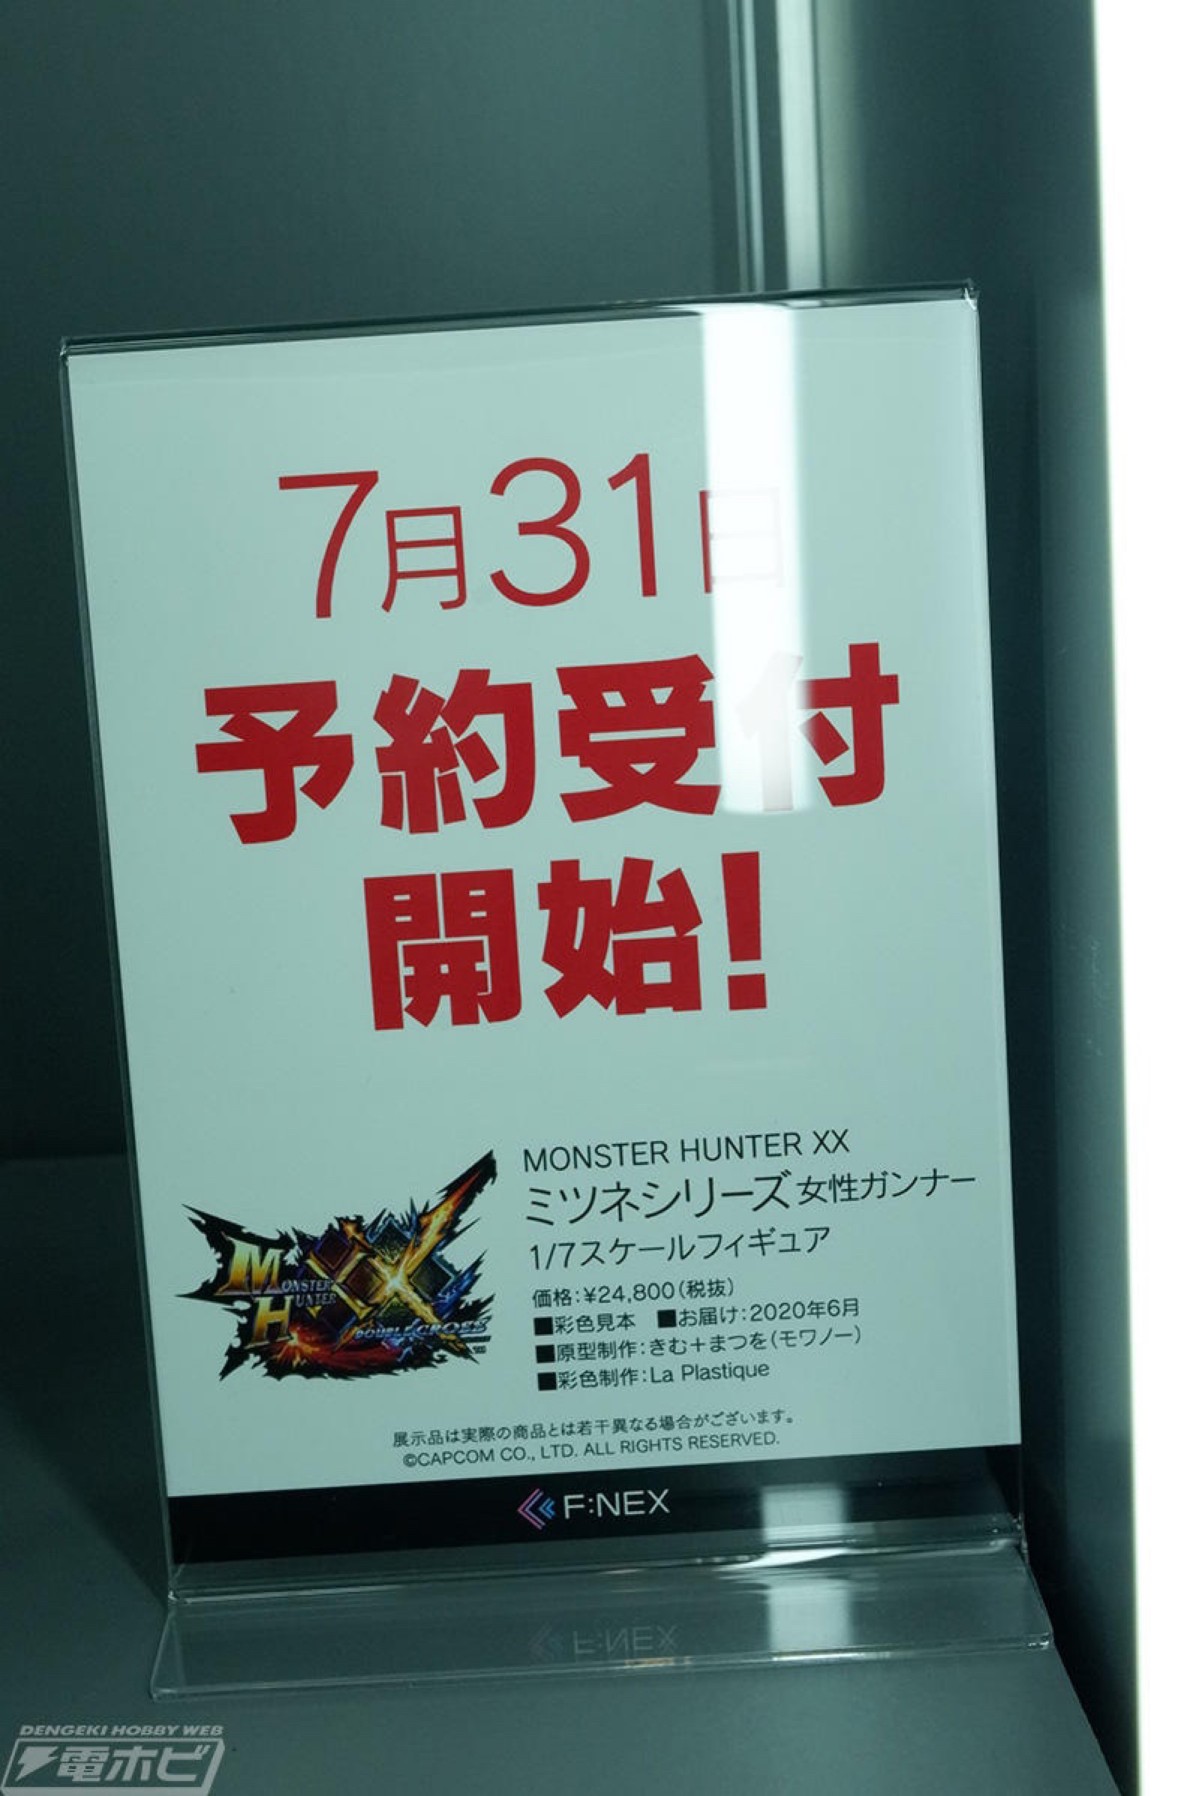 7月31日
予約受付
開始!
MONSTER HUNTER XX
ミツネシリーズ 女性ガンナー
1/7スケールフィギュア
価格:¥24,800(税抜)
■彩色見本 ■お届け:2020年6月
■原型制作:きむ+まつを(モワノー)
■彩色制作:La Plastique
MONSTER
HUNTER
DOUBLE CROSS
展示品は実際の商品とは若干異なる場合がございます。
©CAPCOM CO., LTD. ALL RIGHTS RESERVED.
F:NEX
F:NEX
DENGEKI HOBBY WEB
電ホビ